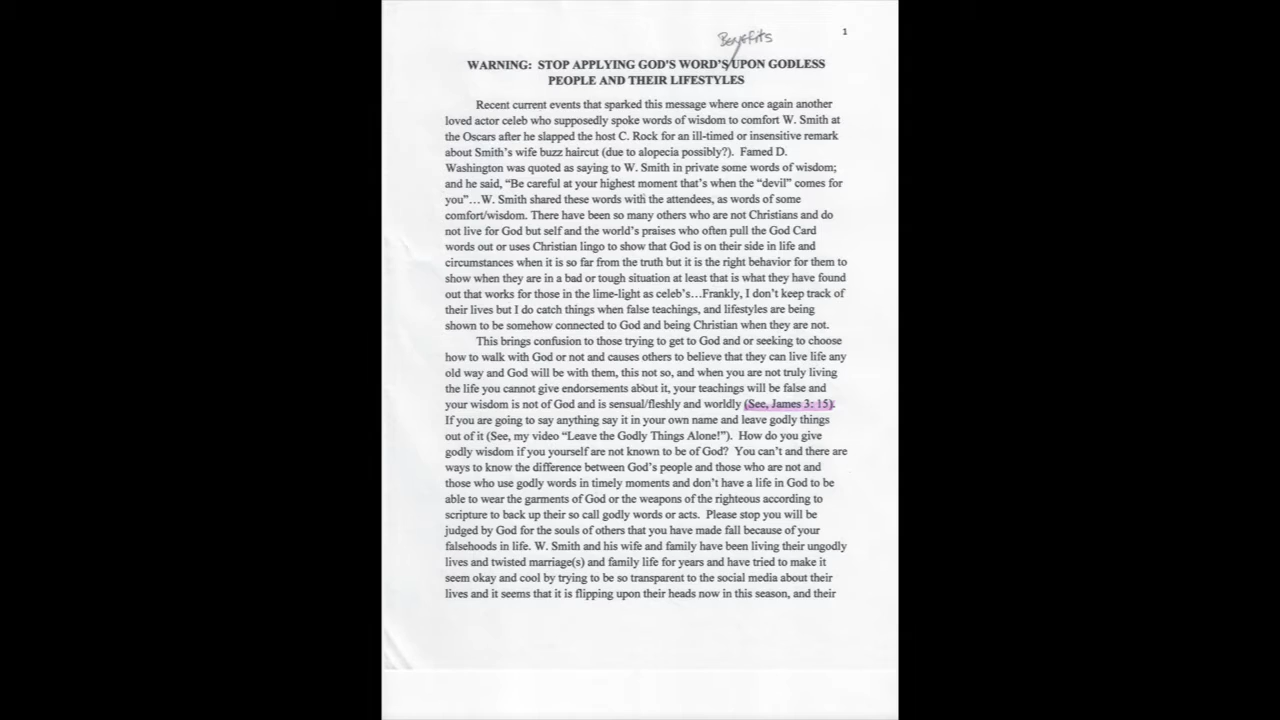 Benefits
1
WARNING: STOP APPLYING GOD'S WORD'S UPON GODLESS
PEOPLE AND THEIR LIFESTYLES
Recent current events that sparked this message where once again another
loved actor celeb who supposedly spoke words of wisdom to comfort W. Smith at
the Oscars after he slapped the host C. Rock for an ill-timed or insensitive remark
about Smith's wife buzz haircut (due to alopecia possibly?). Famed D.
Washington was quoted as saying to W. Smith in private some words of wisdom;
and he said, “Be careful at your highest moment that's when the “devil” comes for
you”…W. Smith shared these words with the attendees, as words of some
comfort/wisdom. There have been so many others who are not Christians and do
not live for God but self and the world's praises who often pull the God Card
words out or uses Christian lingo to show that God is on their side in life and
circumstances when it is so far from the truth but it is the right behavior for them to
show when they are in a bad or tough situation at least that is what they have found
out that works for those in the lime-light as celeb's…Frankly, I don't keep track of
their lives but I do catch things when false teachings, and lifestyles are being
shown to be somehow connected to God and being Christian when they are not.
This brings confusion to those trying to get to God and or seeking to choose
how to walk with God or not and causes others to believe that they can live life any
old way and God will be with them, this not so, and when you are not truly living
the life you cannot give endorsements about it, your teachings will be false and
your wisdom is not of God and is sensual/fleshly and worldly (See, James 3: 15).
If you are going to say anything say it in your own name and leave godly things
out of it (See, my video “Leave the Godly Things Alone!”). How do you give
godly wisdom if you yourself are not known to be of God? You can't and there are
ways to know the difference between God's people and those who are not and
those who use godly words in timely moments and don't have a life in God to be
able to wear the garments of God or the weapons of the righteous according to
scripture to back up their so call godly words or acts. Please stop you will be
judged by God for the souls of others that you have made fall because of your
falsehoods in life. W. Smith and his wife and family have been living their ungodly
lives and twisted marriage(s) and family life for years and have tried to make it
seem okay and cool by trying to be so transparent to the social media about their
lives and it seems that it is flipping upon their heads now in this season, and their